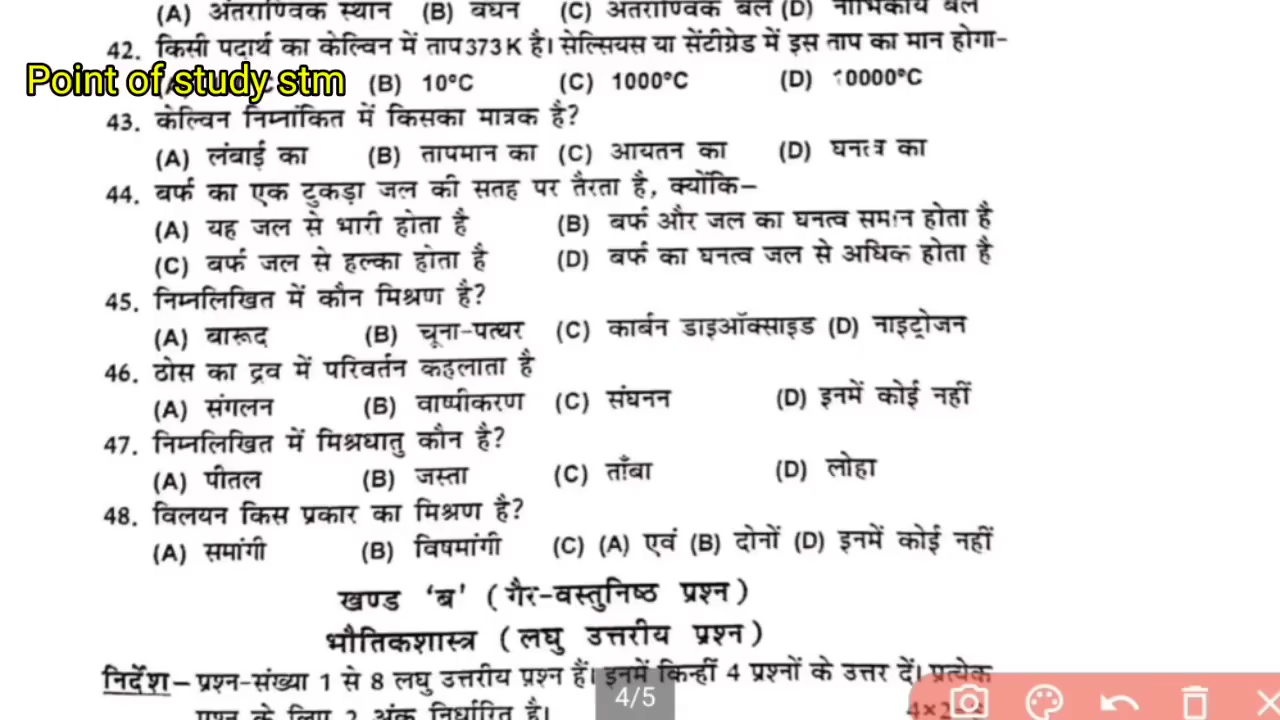 (A) अंतराण्विक स्थान (B) बंधन (C) अंतराण्विक बल (D) नाभिकीय बल
42. किसी पदार्थ का केल्विन में ताप 373 K है। सेल्सियस या सेंटीग्रेड में इस ताप का मान होगा-
Point of study stm (B) 10°C (C) 1000°C (D) 10000°C
43. केल्विन निम्नांकित में किसका मात्रक है?
(A) लंबाई का (B) तापमान का (C) आयतन का (D) घनत्व का
44. बर्फ का एक टुकड़ा जल की सतह पर तैरता है, क्योंकि–
(A) यह जल से भारी होता है (B) बर्फ और जल का घनत्व समान होता है
(C) बर्फ जल से हल्का होता है (D) बर्फ का घनत्व जल से अधिक होता है
45. निम्नलिखित में कौन मिश्रण है?
(A) बारूद (B) चूना-पत्थर (C) कार्बन डाइऑक्साइड (D) नाइट्रोजन
46. ठोस का द्रव में परिवर्तन कहलाता है
(A) संगलन (B) वाष्पीकरण (C) संघनन (D) इनमें कोई नहीं
47. निम्नलिखित में मिश्रधातु कौन है?
(A) पीतल (B) जस्ता (C) ताँबा (D) लोहा
48. विलयन किस प्रकार का मिश्रण है?
(A) समांगी (B) विषमांगी (C) (A) एवं (B) दोनों (D) इनमें कोई नहीं
खण्ड 'ब' (गैर-वस्तुनिष्ठ प्रश्न)
भौतिकशास्त्र (लघु उत्तरीय प्रश्न)
निर्देश– प्रश्न-संख्या 1 से 8 लघु उत्तरीय प्रश्न हैं। इनमें किन्हीं 4 प्रश्नों के उत्तर दें। प्रत्येक
प्रश्न के लिए 2 अंक निर्धारित है।
4/5